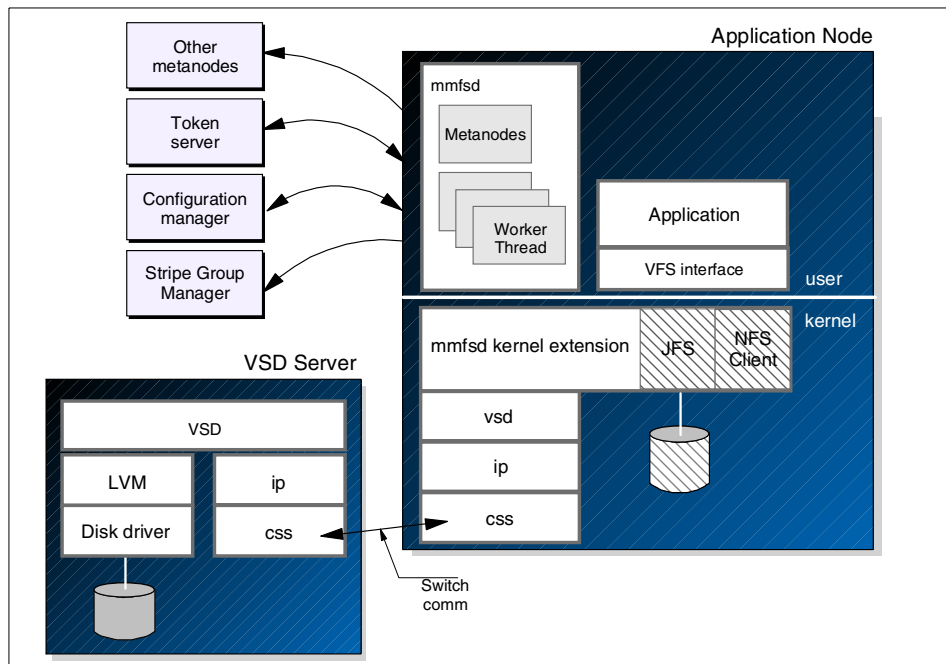 Application Node
Other
metanodes
Token
server
Configuration
manager
Stripe Group
Manager
mmfsd
Metanodes
Worker
Thread
Application
VFS interface
user
kernel
mmfsd kernel extension
JFS
NFS
Client
vsd
ip
css
VSD Server
VSD
LVM
ip
Disk driver
css
Switch
comm